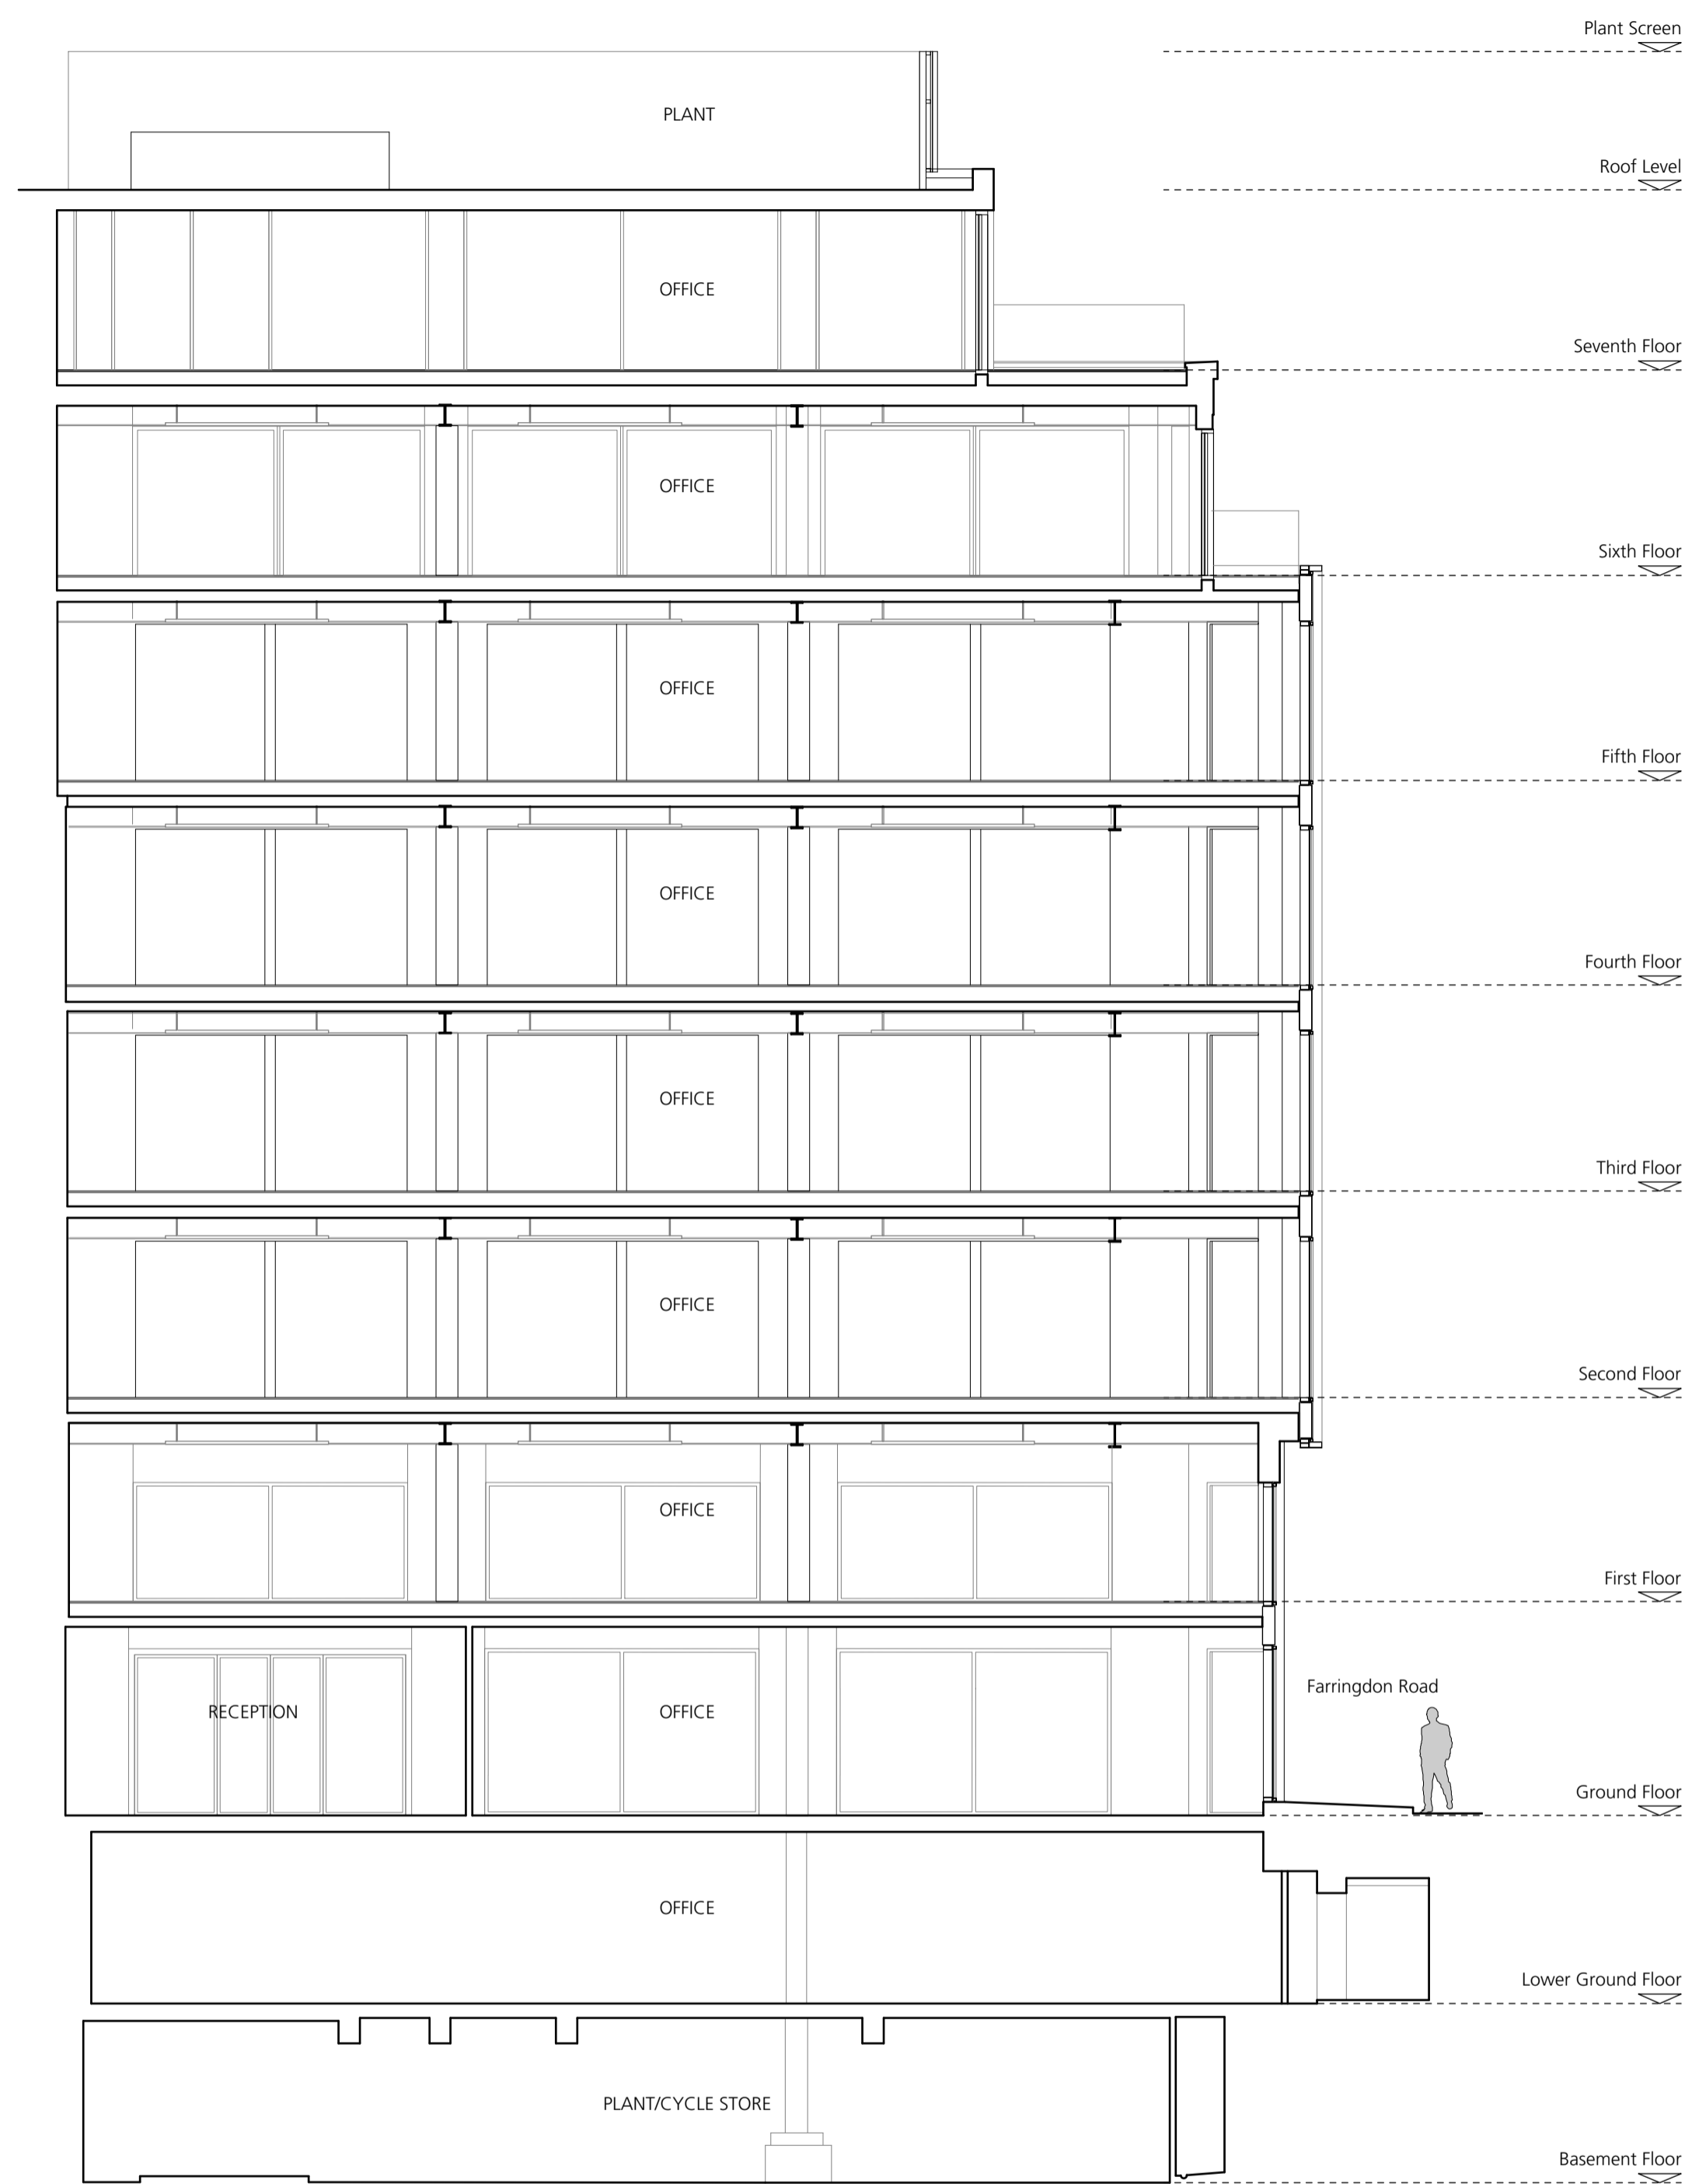 Plant Screen
PLANT
Roof Level
OFFICE
Seventh Floor
OFFICE
Sixth Floor
OFFICE
Fifth Floor
OFFICE
Fourth Floor
OFFICE
Third Floor
OFFICE
Second Floor
OFFICE
First Floor
Farringdon Road
RECEPTION
OFFICE
Ground Floor
OFFICE
Lower Ground Floor
PLANT/CYCLE STORE
Basement Floor